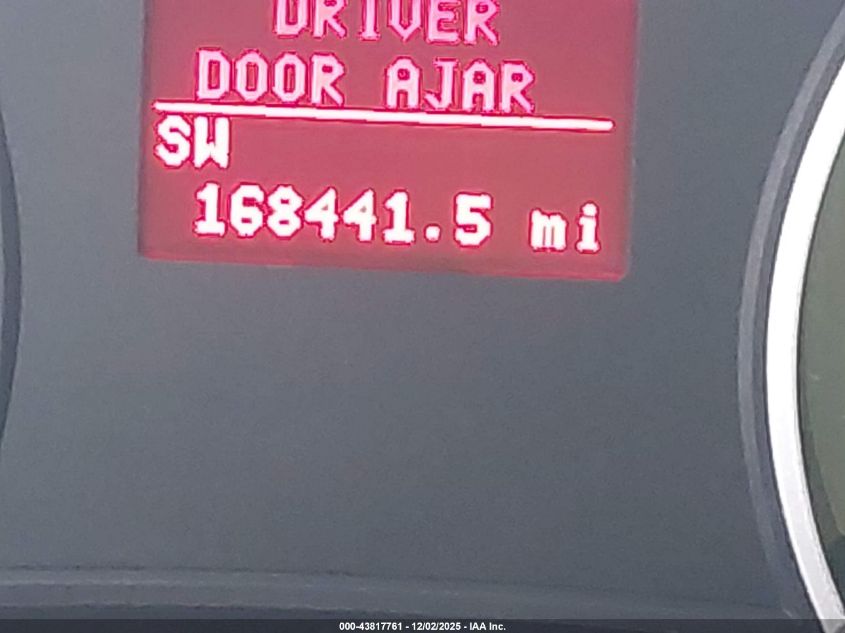 DRIVER
DOOR AJAR
SW
168441.5 mi
000-43817761 - 12/02/2025 - IAA Inc.